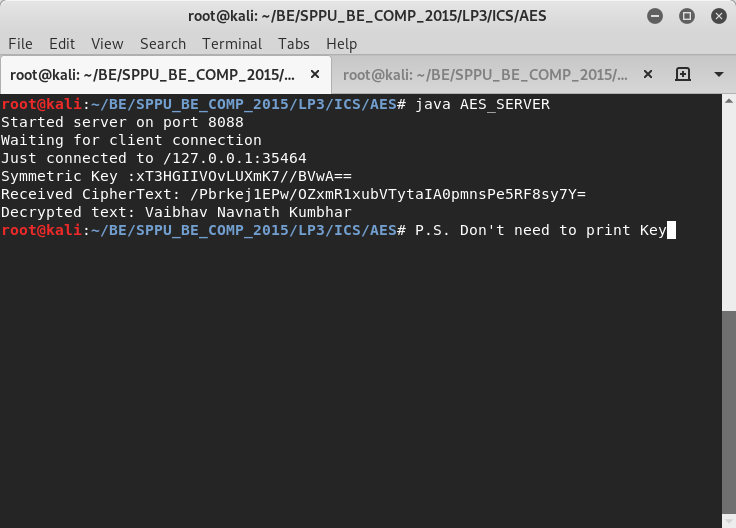 root@kali: ~/BE/SPPU_BE_COMP_2015/LP3/ICS/AES
File Edit View Search Terminal Tabs Help
root@kali: ~/BE/SPPU_BE_COMP_2015/... × root@kali: ~/BE/SPPU_BE_COMP_2015/... ×
root@kali:~/BE/SPPU_BE_COMP_2015/LP3/ICS/AES# java AES_SERVER
Started server on port 8088
Waiting for client connection
Just connected to /127.0.0.1:35464
Symmetric Key :xT3HGIIVOvLUXmK7//BVwA==
Received CipherText: /Pbrkej1EPw/OZxmR1xubVTytaIA0pmnsPe5RF8sy7Y=
Decrypted text: Vaibhav Navnath Kumbhar
root@kali:~/BE/SPPU_BE_COMP_2015/LP3/ICS/AES# P.S. Don't need to print Key